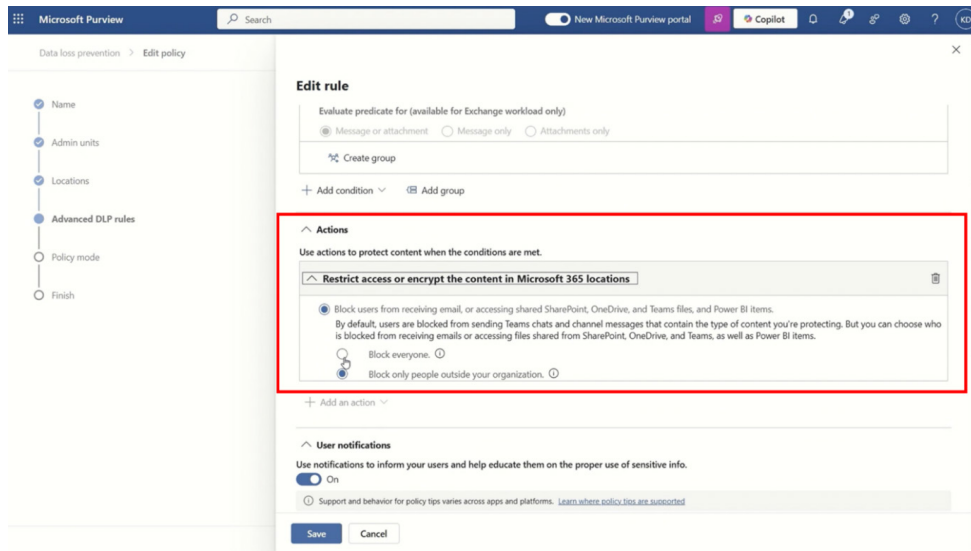 Microsoft Purview
Search
New Microsoft Purview portal
Copilot
1
?
KD
Data loss prevention > Edit policy
Name
Admin units
Locations
Advanced DLP rules
Policy mode
Finish
Edit rule
Evaluate predicate for (available for Exchange workload only)
Message or attachment Message only Attachments only
Create group
Add condition
Add group
Actions
Use actions to protect content when the conditions are met.
Restrict access or encrypt the content in Microsoft 365 locations
Block users from receiving email, or accessing shared SharePoint, OneDrive, and Teams files, and Power BI items.
By default, users are blocked from sending Teams chats and channel messages that contain the type of content you're protecting. But you can choose who
is blocked from receiving emails or accessing files shared from SharePoint, OneDrive, and Teams, as well as Power BI items.
Block everyone.
Block only people outside your organization.
Add an action
User notifications
Use notifications to inform your users and help educate them on the proper use of sensitive info.
On
Support and behavior for policy tips varies across apps and platforms. Learn where policy tips are supported
Save
Cancel